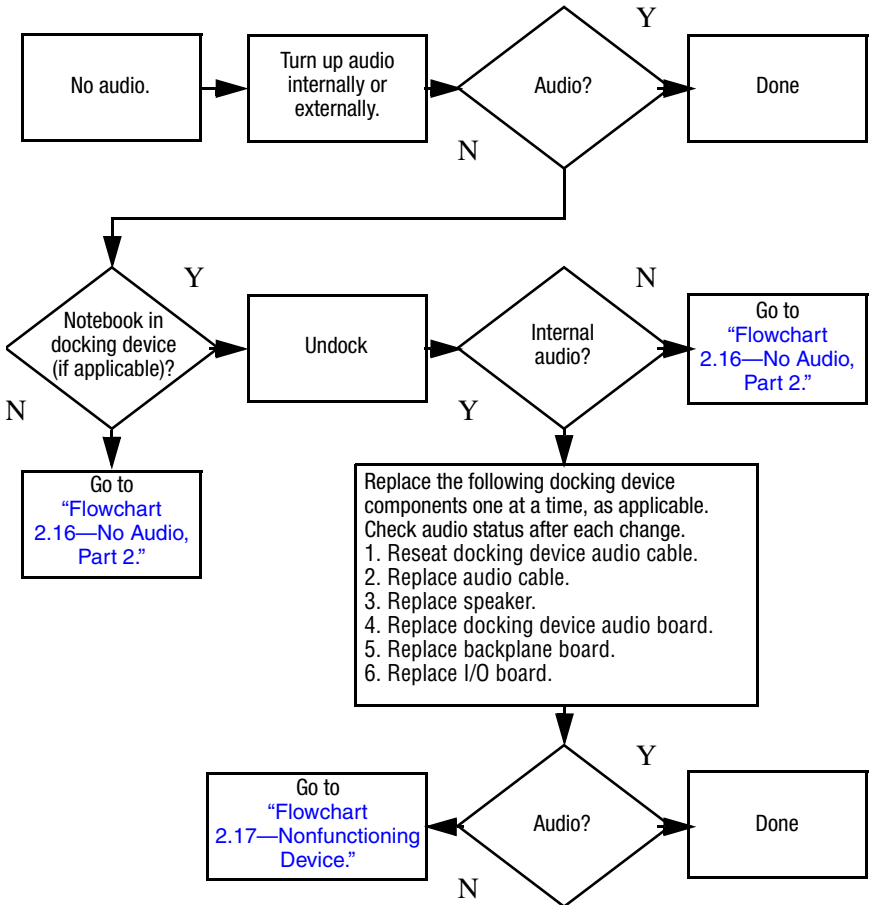 Y
No audio.
Turn up audio
internally or
externally.
Audio?
Done
N
Y
N
Notebook in
docking device
(if applicable)?
Undock
Internal
audio?
Go to
“Flowchart
2.16—No Audio,
Part 2.”
N
Y
Go to
“Flowchart
2.16—No Audio,
Part 2.”
Replace the following docking device
components one at a time, as applicable.
Check audio status after each change.
1. Reseat docking device audio cable.
2. Replace audio cable.
3. Replace speaker.
4. Replace docking device audio board.
5. Replace backplane board.
6. Replace I/O board.
Y
Go to
“Flowchart
2.17—Nonfunctioning
Device.”
Audio?
Done
N